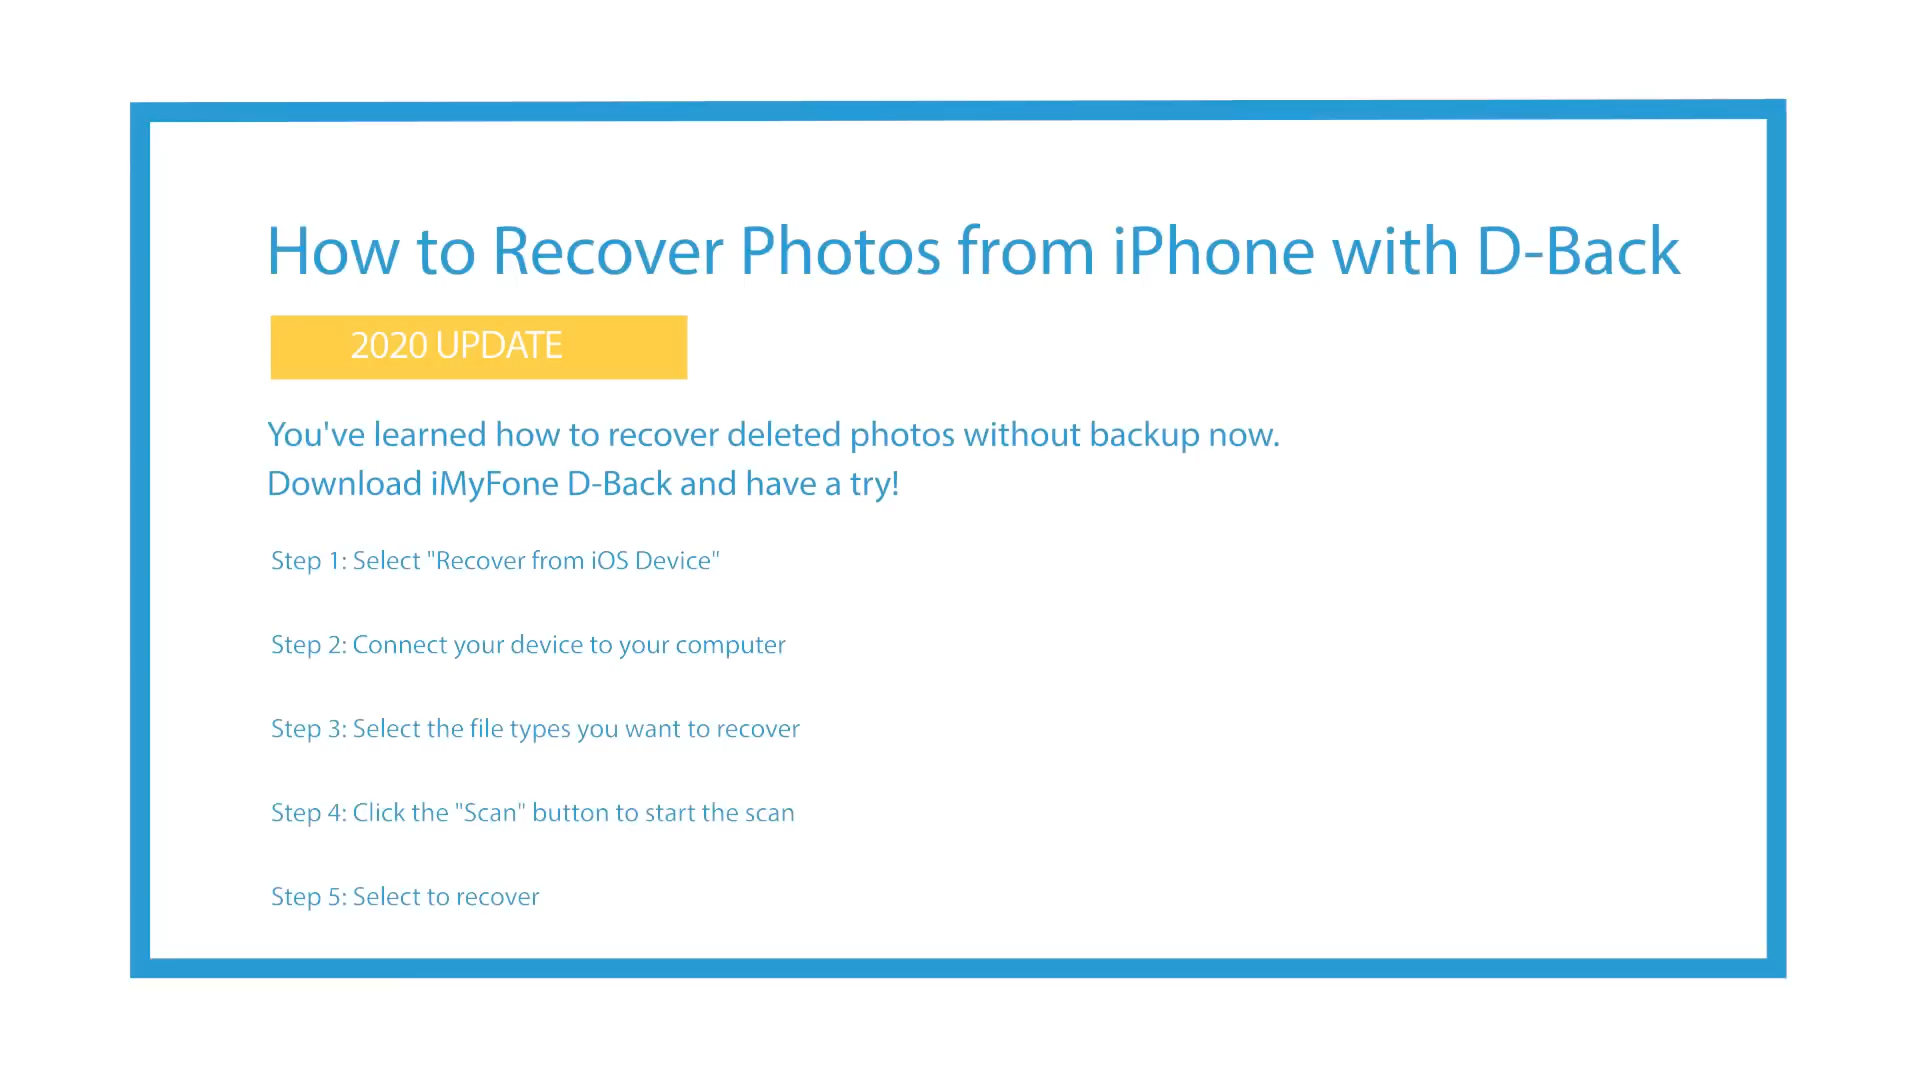 How to Recover Photos from iPhone with D-Back
2020 UPDATE
You've learned how to recover deleted photos without backup now.
Download iMyFone D-Back and have a try!
Step 1: Select "Recover from iOS Device"
Step 2: Connect your device to your computer
Step 3: Select the file types you want to recover
Step 4: Click the "Scan" button to start the scan
Step 5: Select to recover